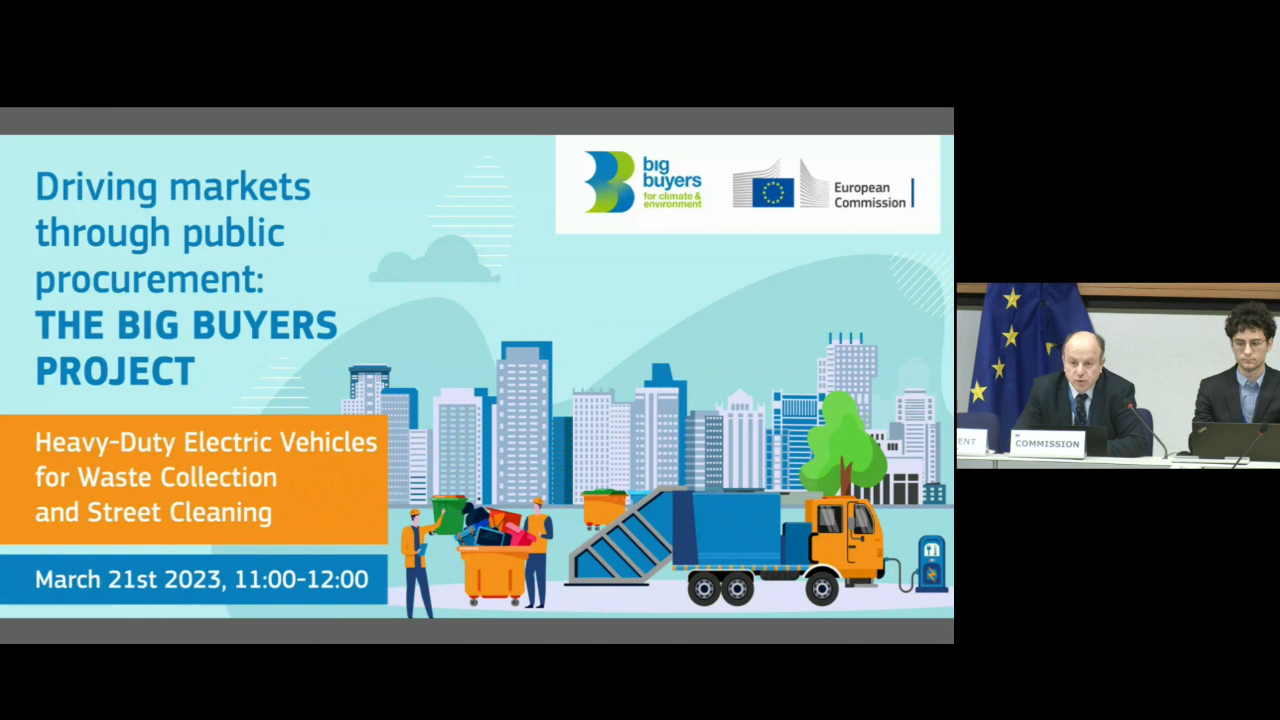 Driving markets
through public
procurement:
THE BIG BUYERS
PROJECT
big
buyers
for climate &
environment
European
Commission
Heavy-Duty Electric Vehicles
for Waste Collection
and Street Cleaning
March 21st 2023, 11:00-12:00
ENT
COMMISSION